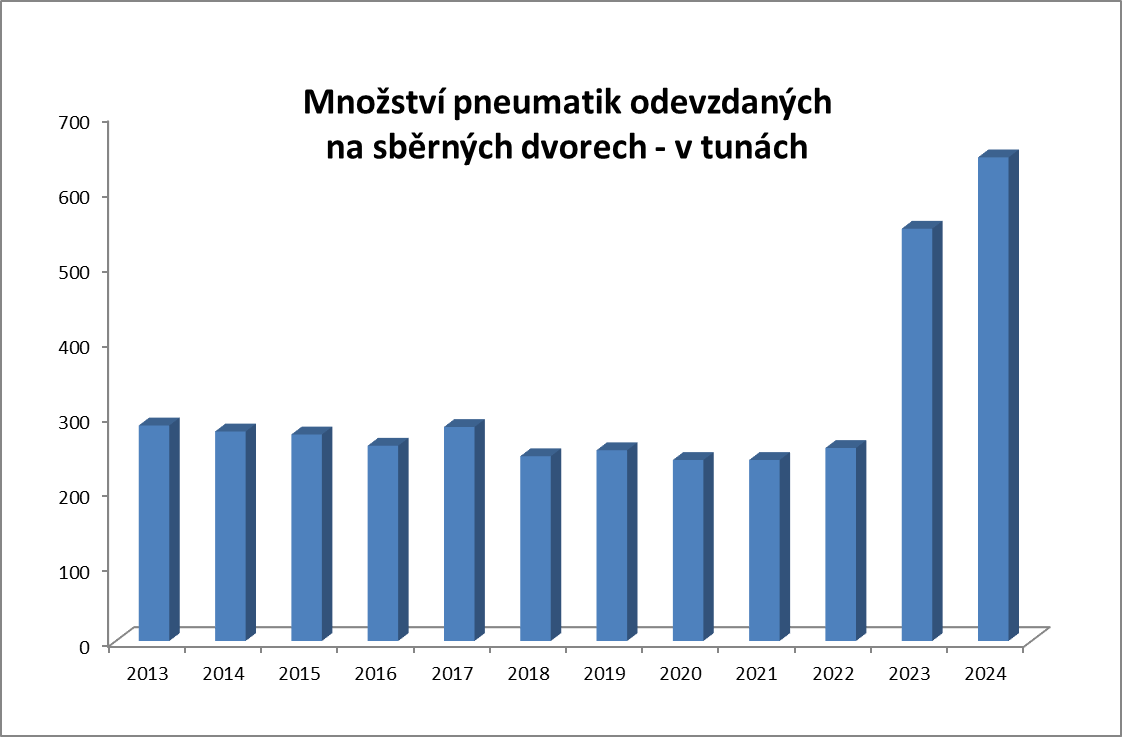 Množství pneumatik odevzdaných
na sběrných dvorech - v tunách
700
600
500
400
300
200
100
0
2013 2014 2015 2016 2017 2018 2019 2020 2021 2022 2023 2024